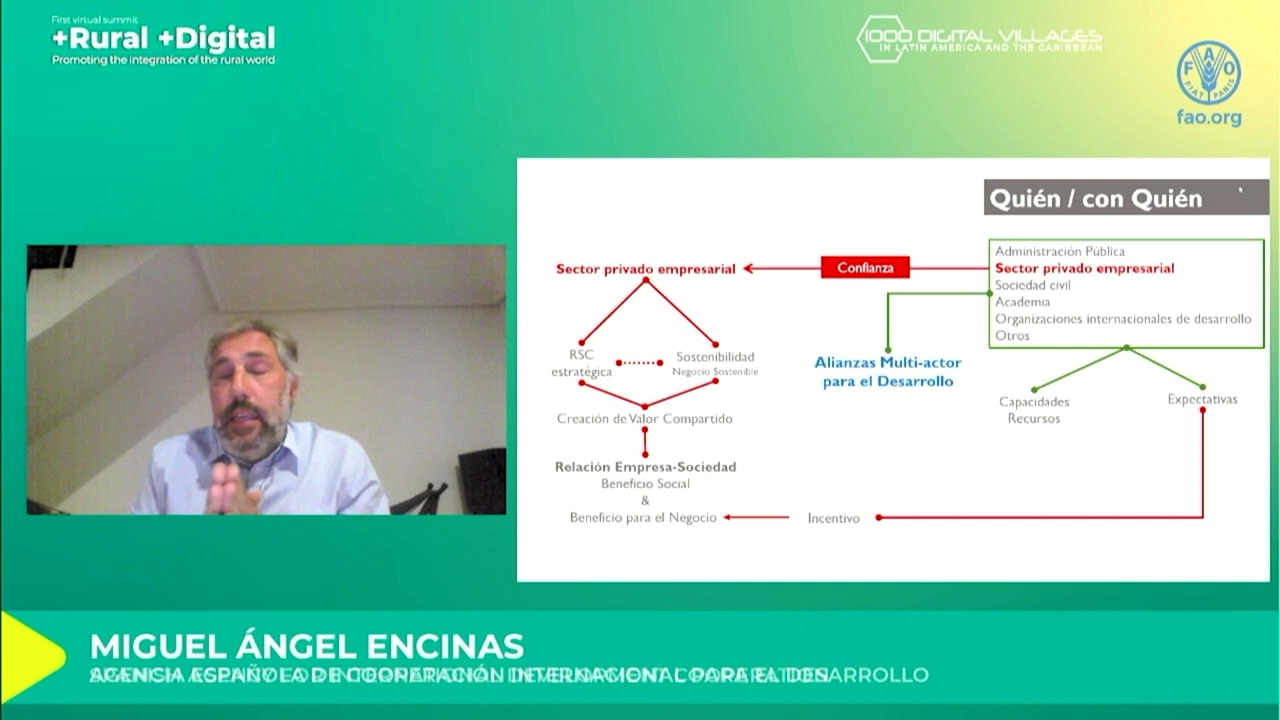 First virtual summit
+Rural +Digital
Promoting the integration of the rural world
1000 DIGITAL VILLAGES
IN LATIN AMERICA AND THE CARIBBEAN
FAO
FIAT PANIS
fao.org
Quién / con Quién
Sector privado empresarial
Confianza
Administración Pública
Sector privado empresarial
Sociedad civil
Academia
Organizaciones internacionales de desarrollo
Otros
RSC
estratégica
Sostenibilidad
Negocio Sostenible
Alianzas Multi-actor
para el Desarrollo
Capacidades
Recursos
Expectativas
Creación de Valor Compartido
Relación Empresa-Sociedad
Beneficio Social
&
Beneficio para el Negocio
Incentivo
MIGUEL ÁNGEL ENCINAS
AGENCIA ESPAÑOLA DE COOPERACIÓN INTERNACIONAL PARA EL DESARROLLO